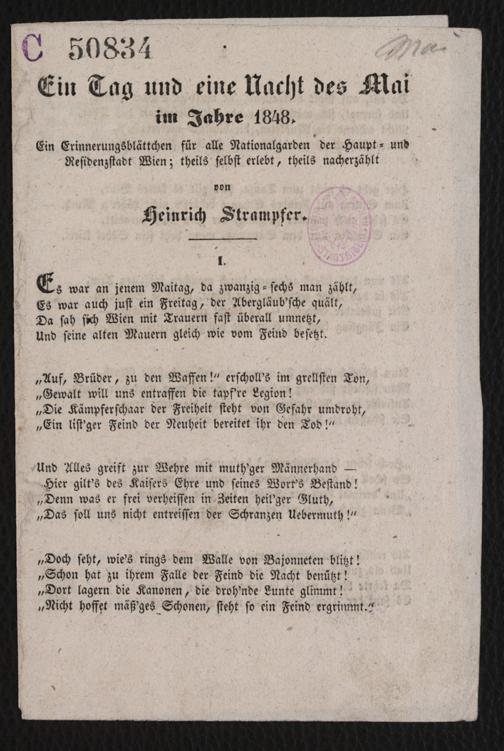 C 50834
Mai
Ein Tag und eine Nacht des Mai
im Jahre 1848.
Ein Erinnerungsblättchen für alle Nationalgarden der Haupt- und
Residenzstadt Wien; theils selbst erlebt, theils nacherzählt
von
Heinrich Strampfer.
I.
Es war an jenem Maitag, da zwanzig-sechs man zählt,
Es war auch just ein Freitag, der Abergläub'sche quält,
Da sah sich Wien mit Trauern fast überall umnetzt,
Und seine alten Mauern gleich wie vom Feind besetzt.
„Auf, Brüder, zu den Waffen!“ erscholl's im grellsten Ton,
„Gewalt will uns entraffen die tapf're Legion!
„Die Kämpferschaar der Freiheit steht von Gefahr umdroht,
„Ein list'ger Feind der Neuheit bereitet ihr den Tod!“
Und Alles greift zur Wehre mit muth'ger Männerhand —
„Hier gilt's des Kaisers Ehre und seines Wort's Bestand!
„Denn was er frei verheissen in Zeiten heil'ger Gluth,
„Das soll uns nicht entreissen der Schranzen Uebermuth!“
„Doch seht, wie's rings dem Walle von Bajonneten blitzt!
„Schon hat zu ihrem Falle der Feind die Nacht benützt!
„Dort lagern die Kanonen, die droh'nde Lunte glimmt!
„Nicht hoffet mäß'ges Schonen, steht so ein Feind ergrimmt.“